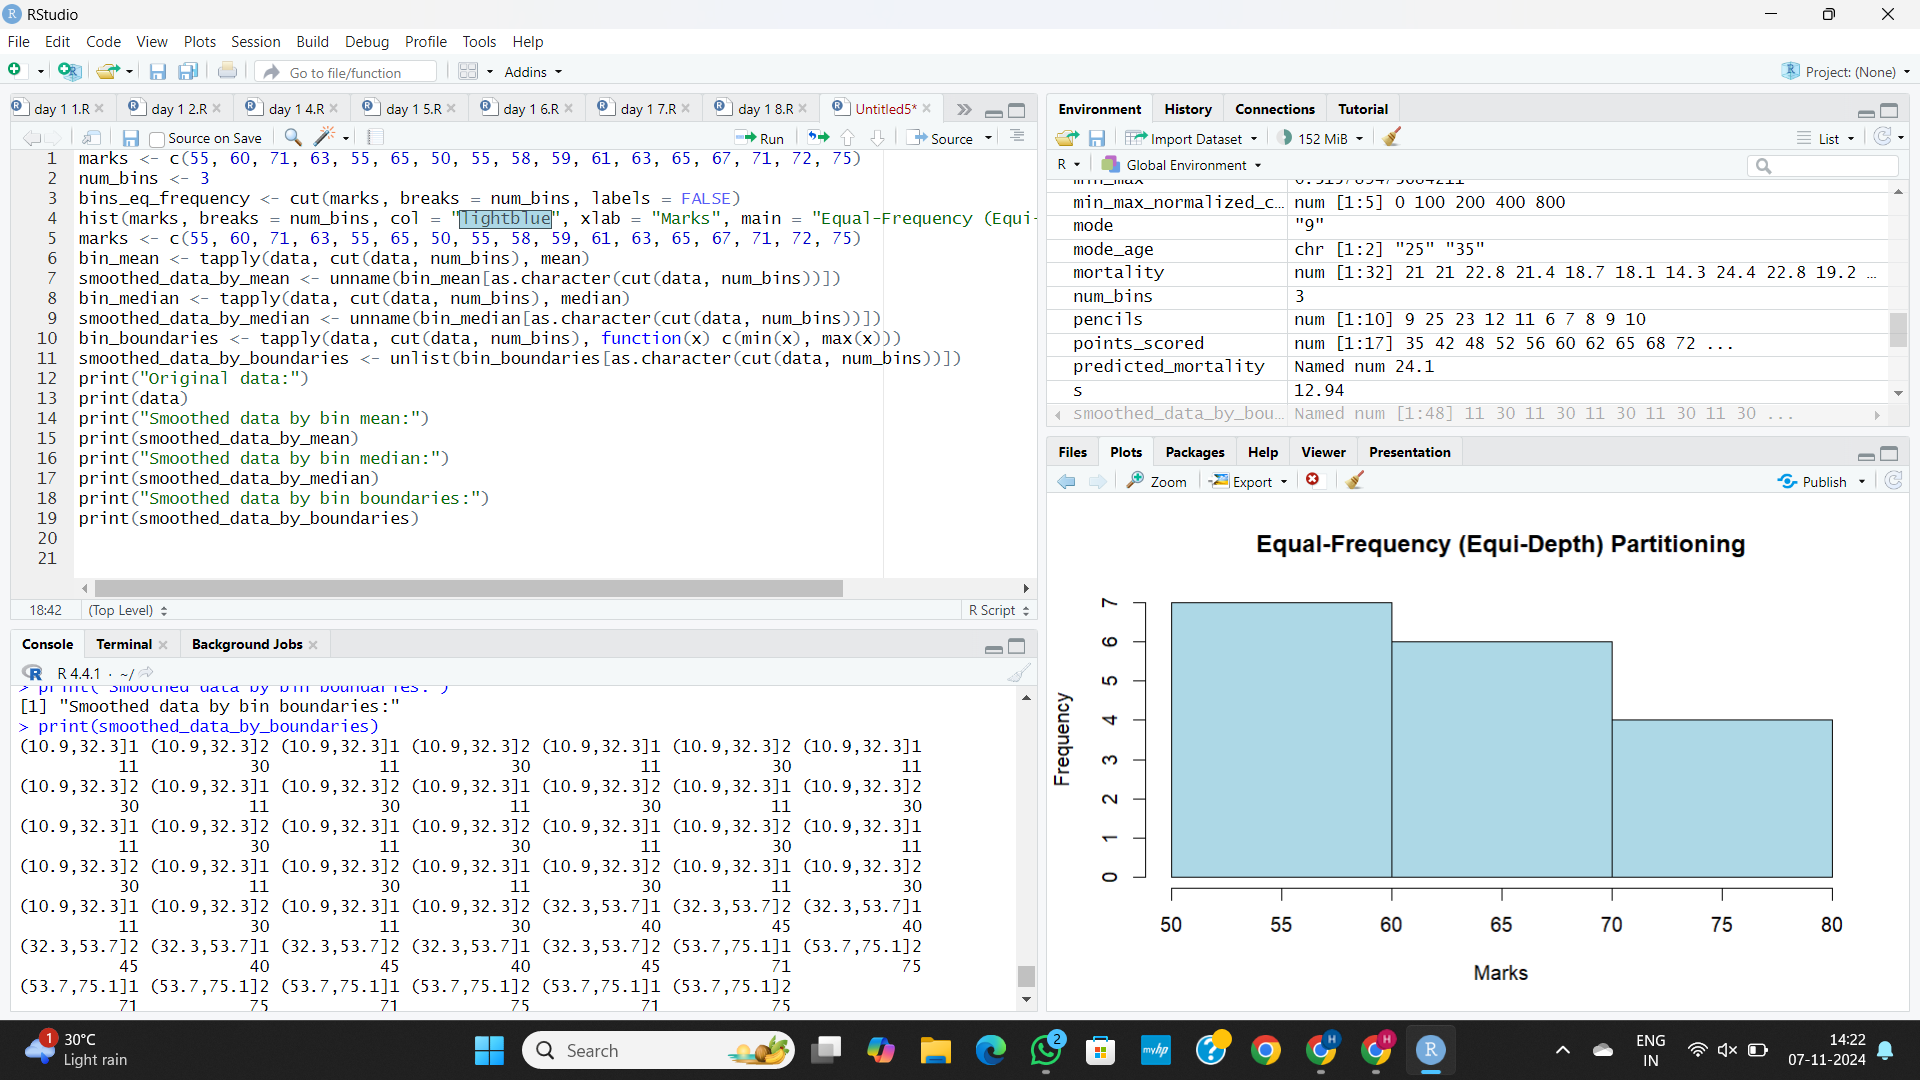 RStudio
File Edit Code View Plots Session Build Debug Profile Tools Help
Go to file/function Addins Project: (None)
day 1 1.R day 1 2.R day 1 4.R day 1 5.R day 1 6.R day 1 7.R day 1 8.R Untitled5*
Source on Save Run Source
1 marks <- c(55, 60, 71, 63, 55, 65, 50, 55, 58, 59, 61, 63, 65, 67, 71, 72, 75)
2 num_bins <- 3
3 bins_eq_frequency <- cut(marks, breaks = num_bins, labels = FALSE)
4 hist(marks, breaks = num_bins, col = "lightblue", xlab = "Marks", main = "Equal-Frequency (Equi-
5 marks <- c(55, 60, 71, 63, 55, 65, 50, 55, 58, 59, 61, 63, 65, 67, 71, 72, 75)
6 bin_mean <- tapply(data, cut(data, num_bins), mean)
7 smoothed_data_by_mean <- unname(bin_mean[as.character(cut(data, num_bins))])
8 bin_median <- tapply(data, cut(data, num_bins), median)
9 smoothed_data_by_median <- unname(bin_median[as.character(cut(data, num_bins))])
10 bin_boundaries <- tapply(data, cut(data, num_bins), function(x) c(min(x), max(x)))
11 smoothed_data_by_boundaries <- unlist(bin_boundaries[as.character(cut(data, num_bins))])
12 print("Original data:")
13 print(data)
14 print("Smoothed data by bin mean:")
15 print(smoothed_data_by_mean)
16 print("Smoothed data by bin median:")
17 print(smoothed_data_by_median)
18 print("Smoothed data by bin boundaries:")
19 print(smoothed_data_by_boundaries)
20
21
18:42 (Top Level) R Script
Console Terminal Background Jobs
R 4.4.1 · ~/
> print("Smoothed data by bin boundaries:")
[1] "Smoothed data by bin boundaries:"
> print(smoothed_data_by_boundaries)
(10.9,32.3]1 (10.9,32.3]2 (10.9,32.3]1 (10.9,32.3]2 (10.9,32.3]1 (10.9,32.3]2 (10.9,32.3]1
11 30 11 30 11 30 11
(10.9,32.3]2 (10.9,32.3]1 (10.9,32.3]2 (10.9,32.3]1 (10.9,32.3]2 (10.9,32.3]1 (10.9,32.3]2
30 11 30 11 30 11 30
(10.9,32.3]1 (10.9,32.3]2 (10.9,32.3]1 (10.9,32.3]2 (10.9,32.3]1 (10.9,32.3]2 (10.9,32.3]1
11 30 11 30 11 30 11
(10.9,32.3]2 (10.9,32.3]1 (10.9,32.3]2 (10.9,32.3]1 (10.9,32.3]2 (10.9,32.3]1 (10.9,32.3]2
30 11 30 11 30 11 30
(10.9,32.3]1 (10.9,32.3]2 (10.9,32.3]1 (10.9,32.3]2 (32.3,53.7]1 (32.3,53.7]2 (32.3,53.7]1
11 30 11 30 40 45 40
(32.3,53.7]2 (32.3,53.7]1 (32.3,53.7]2 (32.3,53.7]1 (32.3,53.7]2 (53.7,75.1]1 (53.7,75.1]2
45 40 45 40 45 71 75
(53.7,75.1]1 (53.7,75.1]2 (53.7,75.1]1 (53.7,75.1]2 (53.7,75.1]1 (53.7,75.1]2
71 75 71 75 71 75
Environment History Connections Tutorial
Import Dataset 152 MiB List
R Global Environment
min_max 0.315789473684211
min_max_normalized_c… num [1:5] 0 100 200 400 800
mode "9"
mode_age chr [1:2] "25" "35"
mortality num [1:32] 21 21 22.8 21.4 18.7 18.1 14.3 24.4 22.8 19.2 …
num_bins 3
pencils num [1:10] 9 25 23 12 11 6 7 8 9 10
points_scored num [1:17] 35 42 48 52 56 60 62 65 68 72 ...
predicted_mortality Named num 24.1
s 12.94
smoothed_data_by_bou… Named num [1:48] 11 30 11 30 11 30 11 30 ...
Files Plots Packages Help Viewer Presentation
Zoom Export Publish
Equal-Frequency (Equi-Depth) Partitioning
Frequency
7
6
5
4
3
2
1
0
50 55 60 65 70 75 80
Marks
1 30°C
Light rain
Search
2
myhp
H
H
R
ENG
IN
14:22
07-11-2024